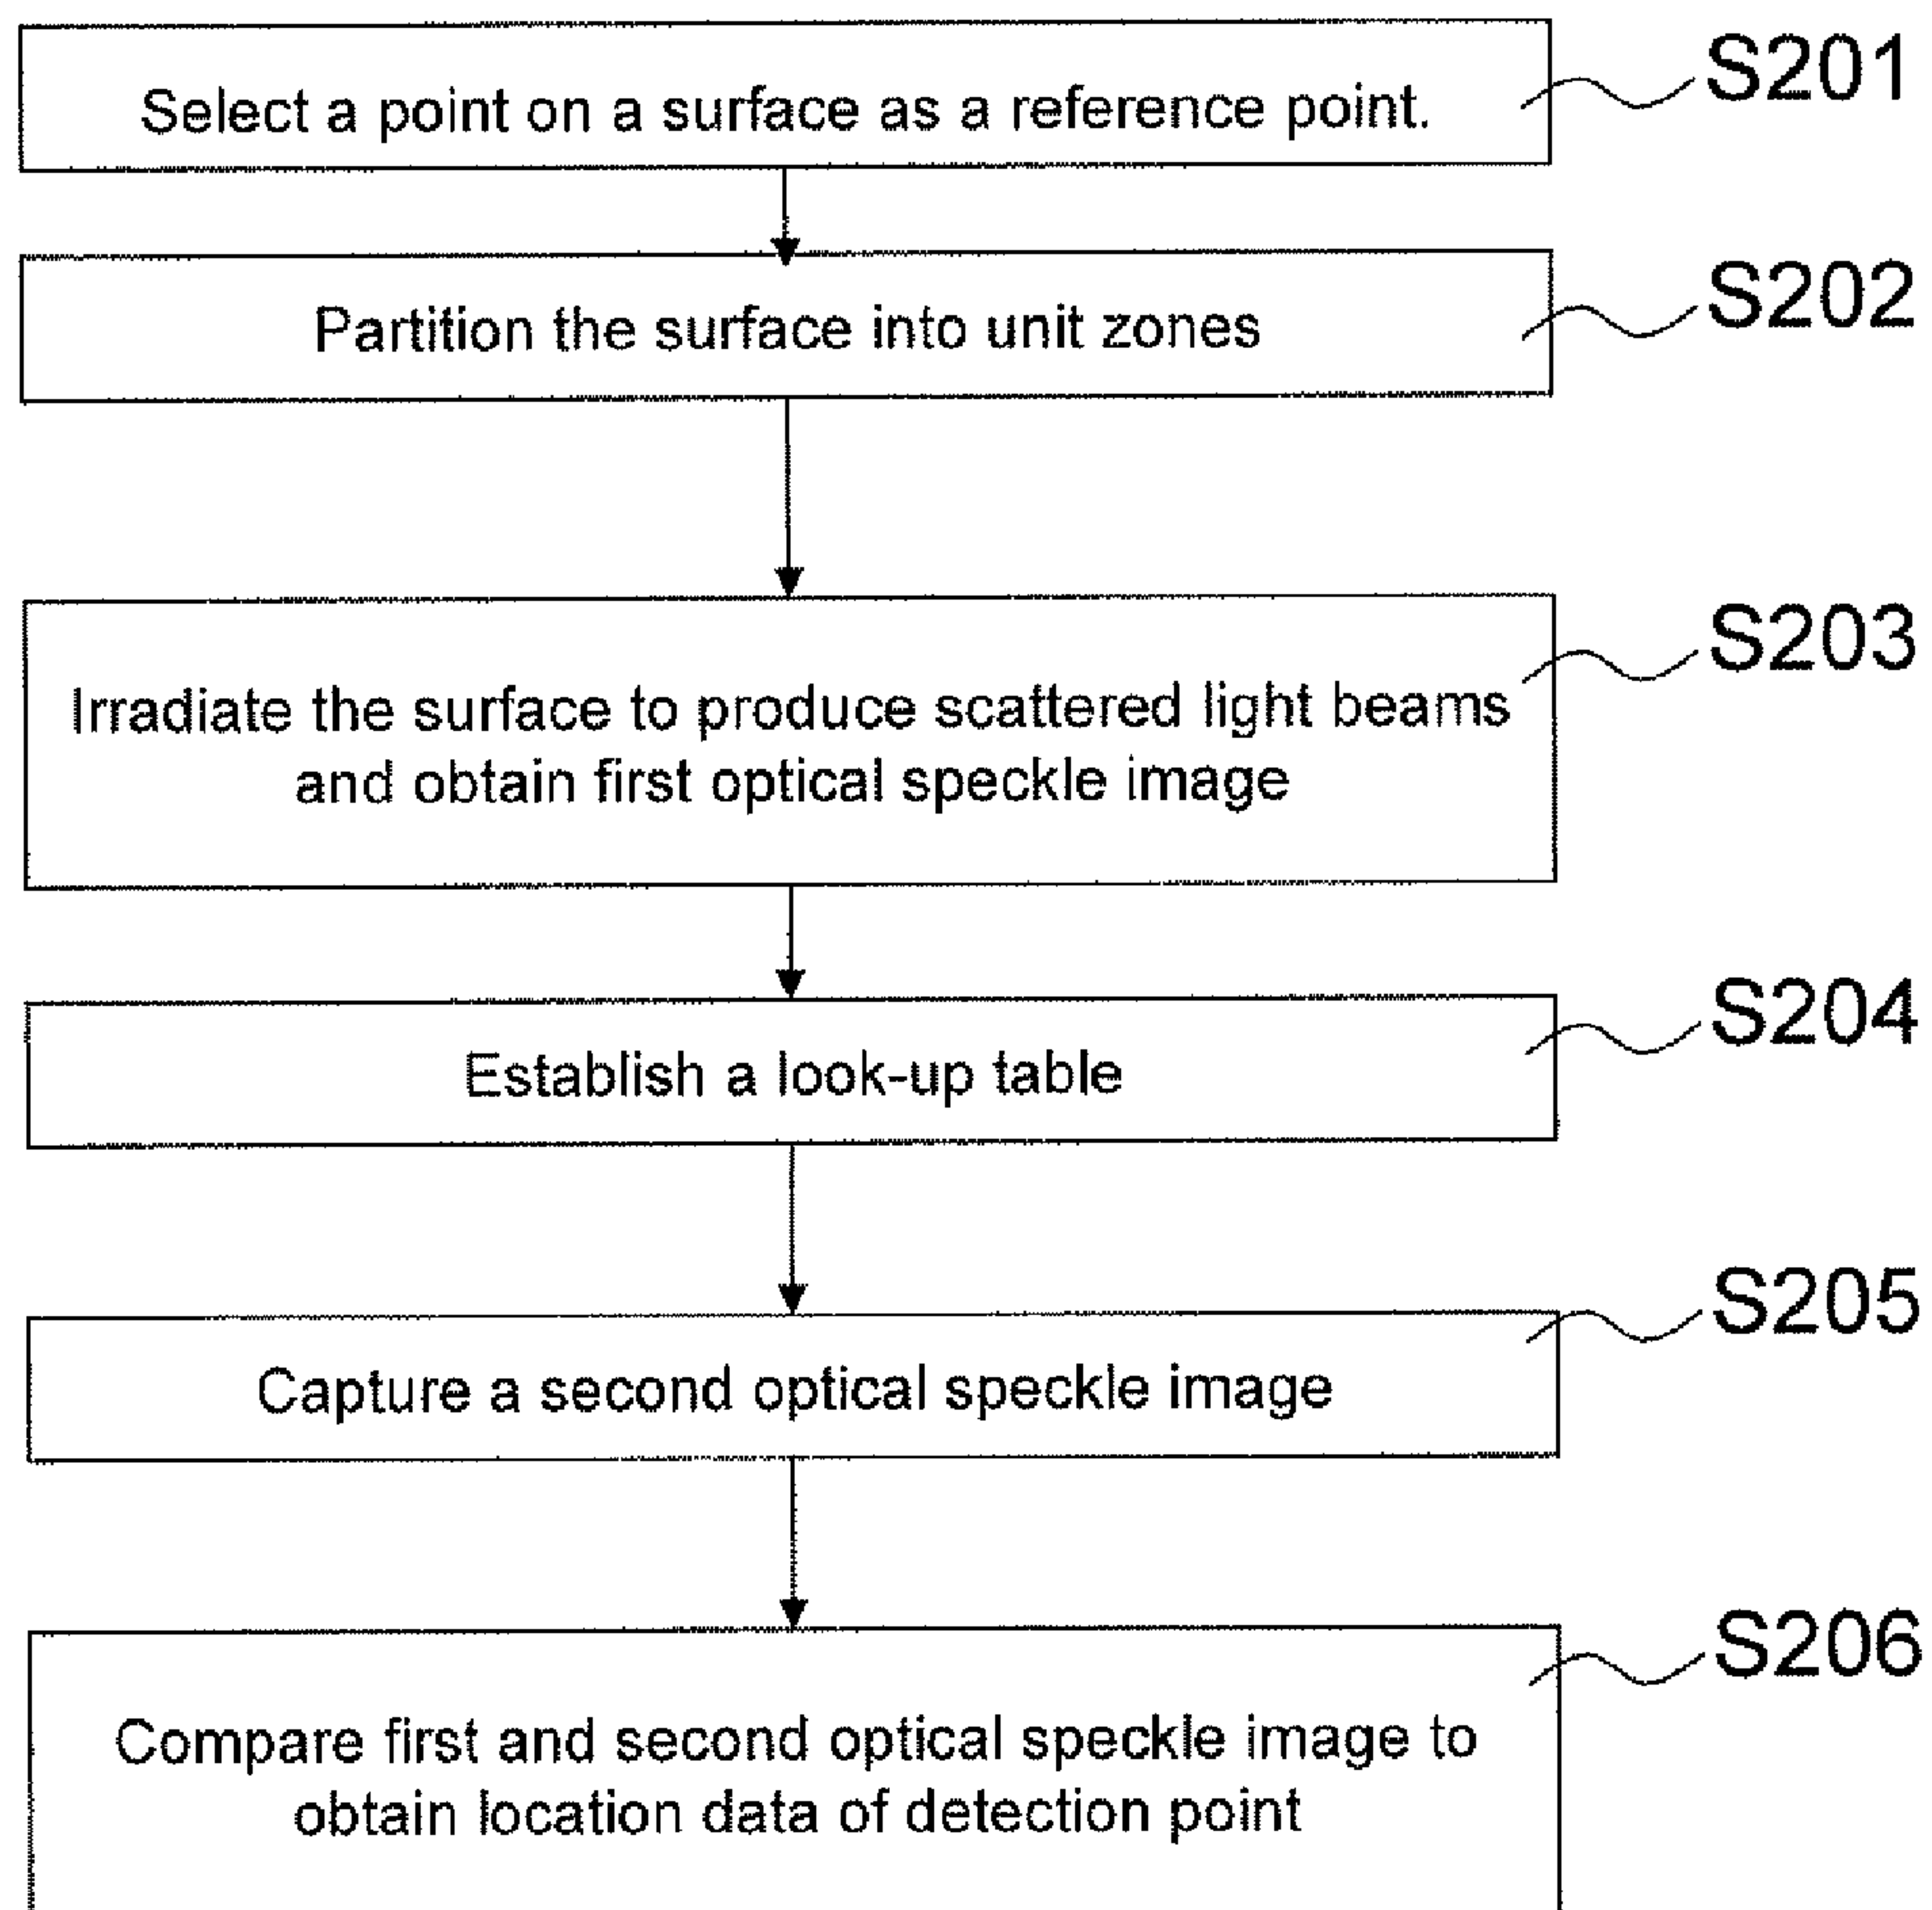 Select a point on a surface as a reference point.
S201
Partition the surface into unit zones
S202
Irradiate the surface to produce scattered light beams
and obtain first optical speckle image
S203
Establish a look-up table
S204
Capture a second optical speckle image
S205
Compare first and second optical speckle image to
obtain location data of detection point
S206